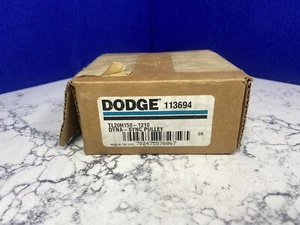 DODGE 113694
TL20H150-1210
DYNA - SYNC PULLEY